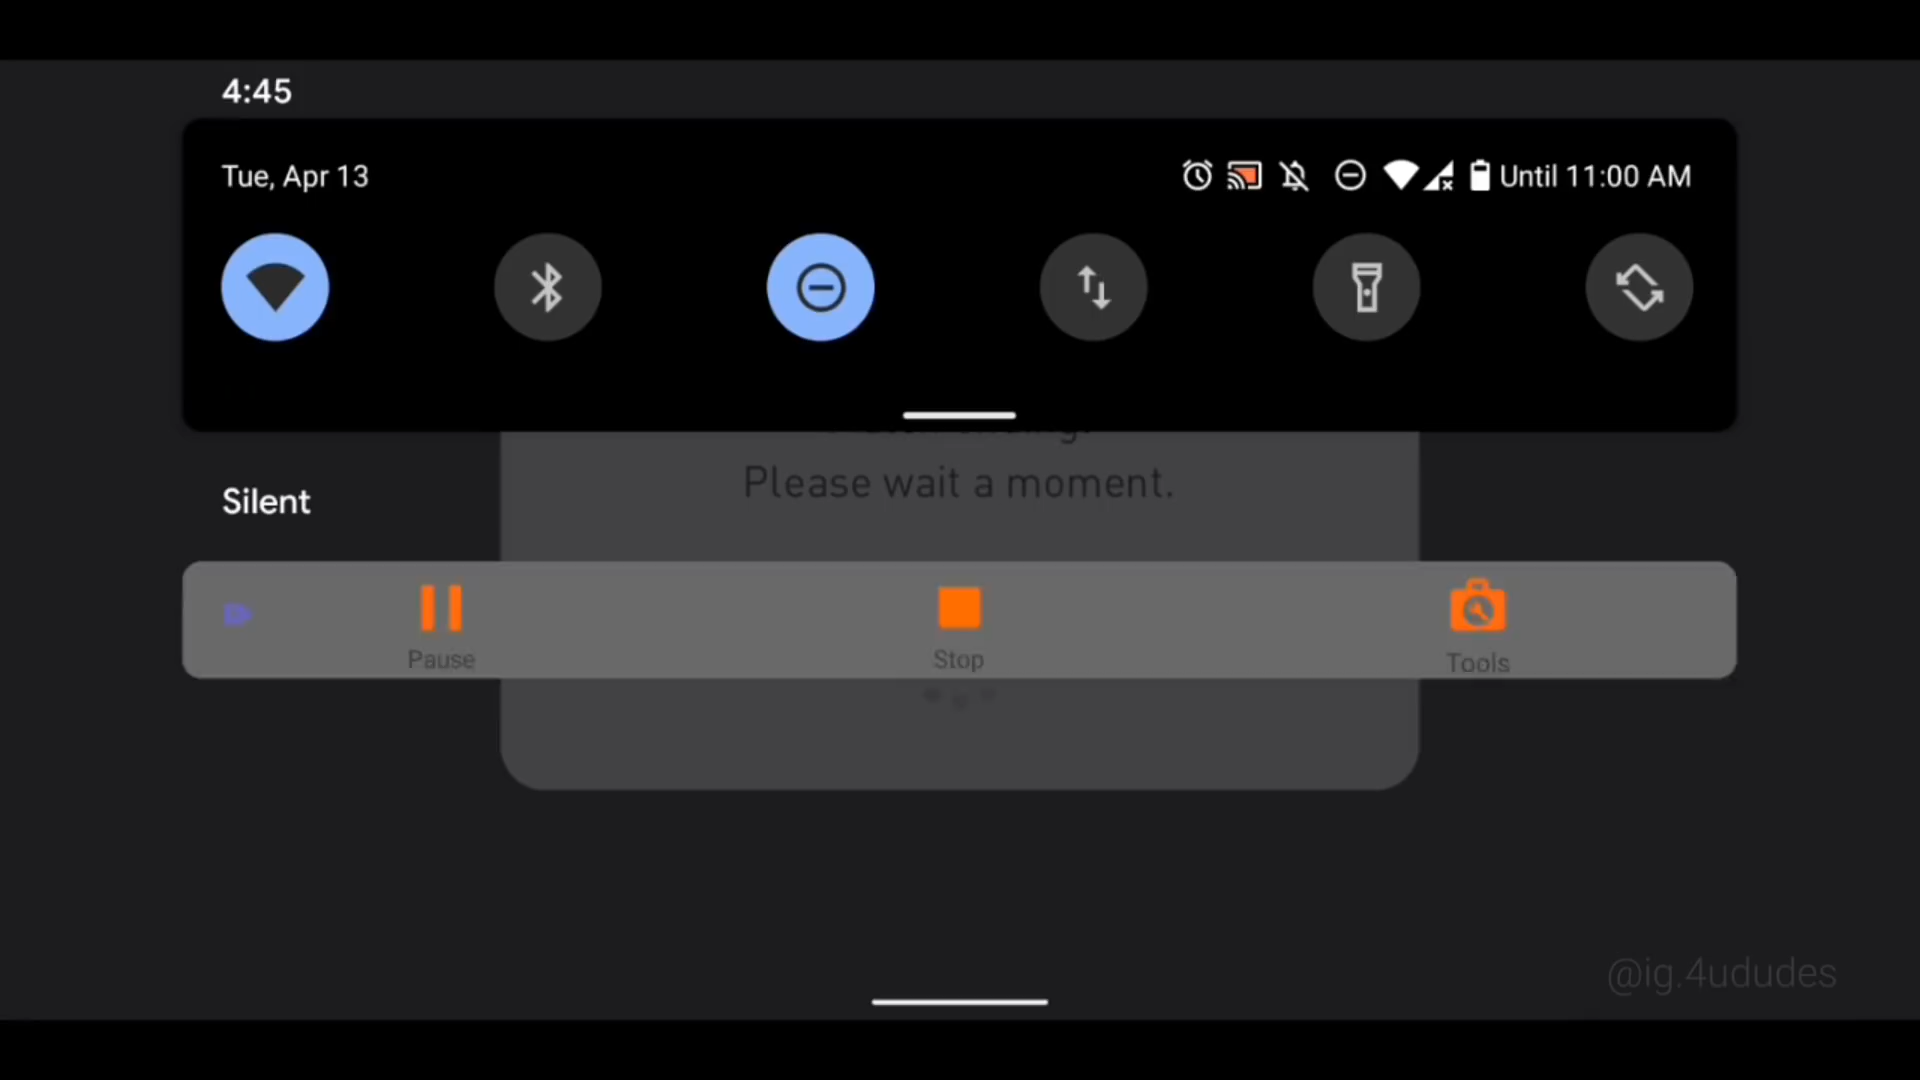 4:45
Tue, Apr 13
Until 11:00 AM
Please wait a moment.
Silent
Pause
Stop
Tools
@ig.4ududes